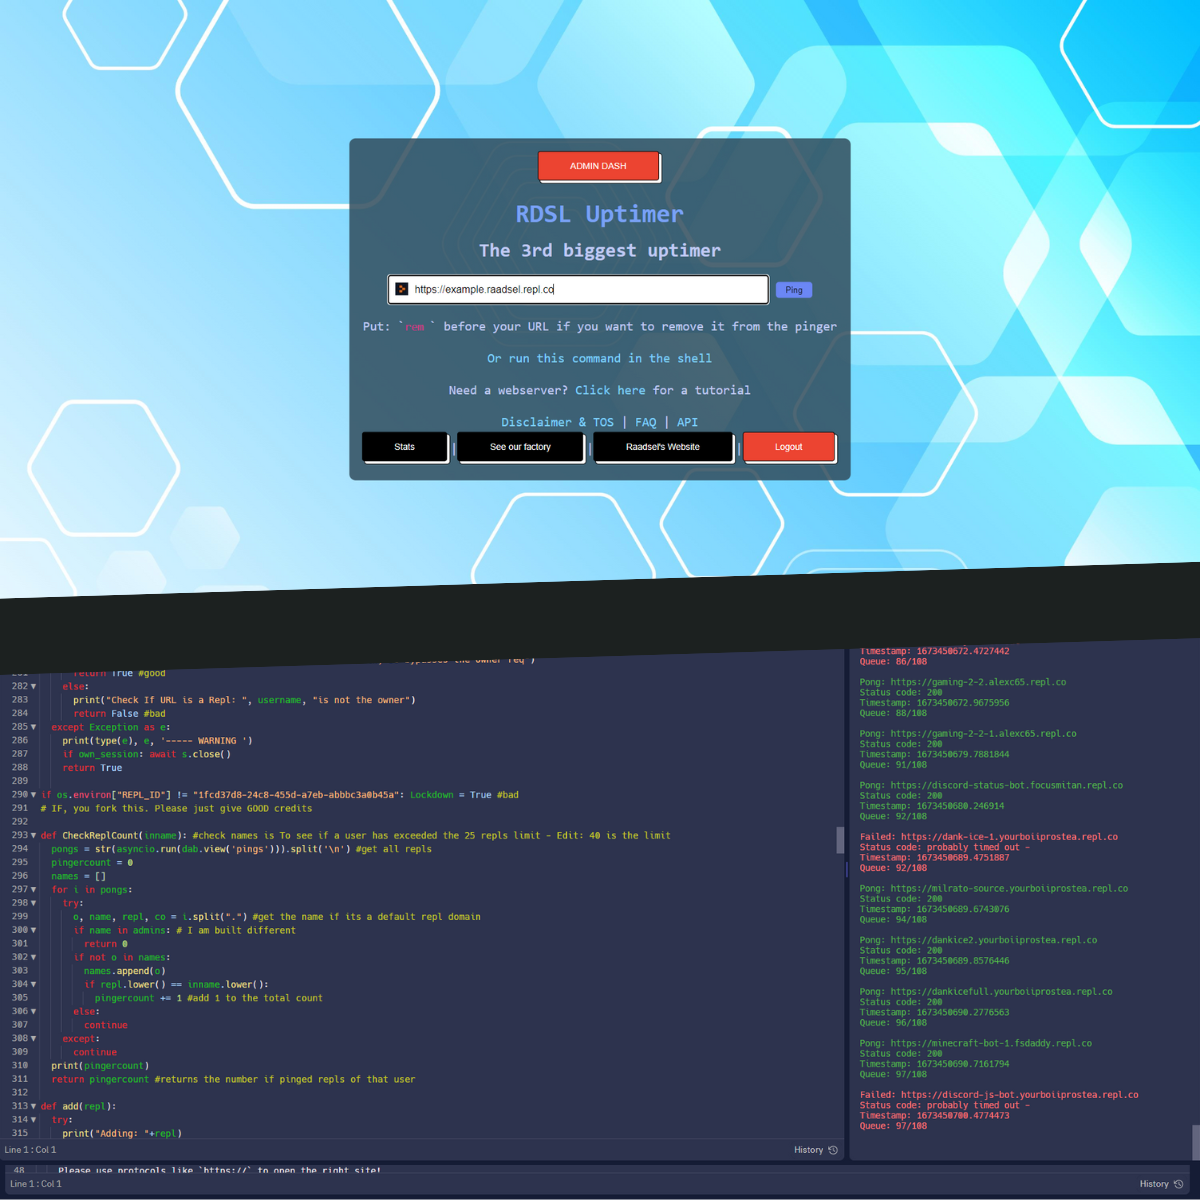 ADMIN DASH
RDSL Uptimer
The 3rd biggest uptimer
https://example.raadsel.repl.co
Ping
Put: `rem ` before your URL if you want to remove it from the pinger
Or run this command in the shell
Need a webserver? Click here for a tutorial
Disclaimer & TOS | FAQ | API
Stats | See our factory | Raadsel's Website | Logout
return True #good
282 else:
283 print("Check If URL is a Repl: ", username, "is not the owner")
284 return False #bad
285 except Exception as e:
286 print(type(e), e, '----- WARNING ')
287 if own_session: await s.close()
288 return True
289
290 if os.environ["REPL_ID"] != "1fcd37d8-24c8-455d-a7eb-abbbc3a0b45a": Lockdown = True #bad
291 # IF, you fork this. Please just give GOOD credits
292
293 def CheckReplCount(inname): #check names is To see if a user has exceeded the 25 repls limit - Edit: 40 is the limit
294 pongs = str(asyncio.run(dab.view('pings'))).split('\n') #get all repls
295 pingercount = 0
296 names = []
297 for i in pongs:
298 try:
299 o, name, repl, co = i.split(".") #get the name if its a default repl domain
300 if name in admins: # I am built different
301 return 0
302 if not o in names:
303 names.append(o)
304 if repl.lower() == inname.lower():
305 pingercount += 1 #add 1 to the total count
306 else:
307 continue
308 except:
309 continue
310 print(pingercount)
311 return pingercount #returns the number if pinged repls of that user
312
313 def add(repl):
314 try:
315 print("Adding: "+repl)
Line 1 : Col 1
History
Timestamp: 1673450672.4727442
Queue: 86/108
Pong: https://gaming-2-2.alexc65.repl.co
Status code: 200
Timestamp: 1673450672.9675956
Queue: 88/108
Pong: https://gaming-2-2-1.alexc65.repl.co
Status code: 200
Timestamp: 1673450679.7881844
Queue: 91/108
Pong: https://discord-status-bot.focusmitan.repl.co
Status code: 200
Timestamp: 1673450680.246914
Queue: 92/108
Failed: https://dank-ice-1.yourboiiprostea.repl.co
Status code: probably timed out -
Timestamp: 1673450689.4751887
Queue: 92/108
Pong: https://milrato-source.yourboiiprostea.repl.co
Status code: 200
Timestamp: 1673450689.6743076
Queue: 94/108
Pong: https://dankice2.yourboiiprostea.repl.co
Status code: 200
Timestamp: 1673450689.8576446
Queue: 95/108
Pong: https://dankicefull.yourboiiprostea.repl.co
Status code: 200
Timestamp: 1673450690.2776563
Queue: 96/108
Pong: https://minecraft-bot-1.fsdaddy.repl.co
Status code: 200
Timestamp: 1673450690.7161794
Queue: 97/108
Failed: https://discord-js-bot.yourboiiprostea.repl.co
Status code: probably timed out -
Timestamp: 1673450700.4774473
Queue: 97/108
48 Please use protocols like `https://` to open the right site!
Line 1 : Col 1
History